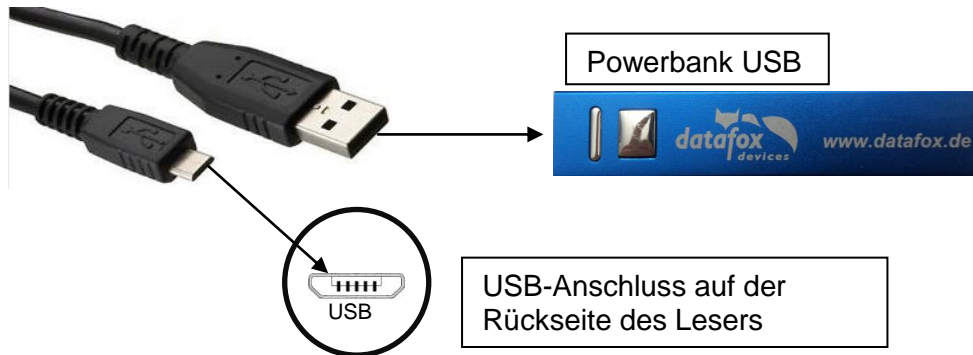 Powerbank USB
datafox
devices
www.datafox.de
USB
USB-Anschluss auf der
Rückseite des Lesers